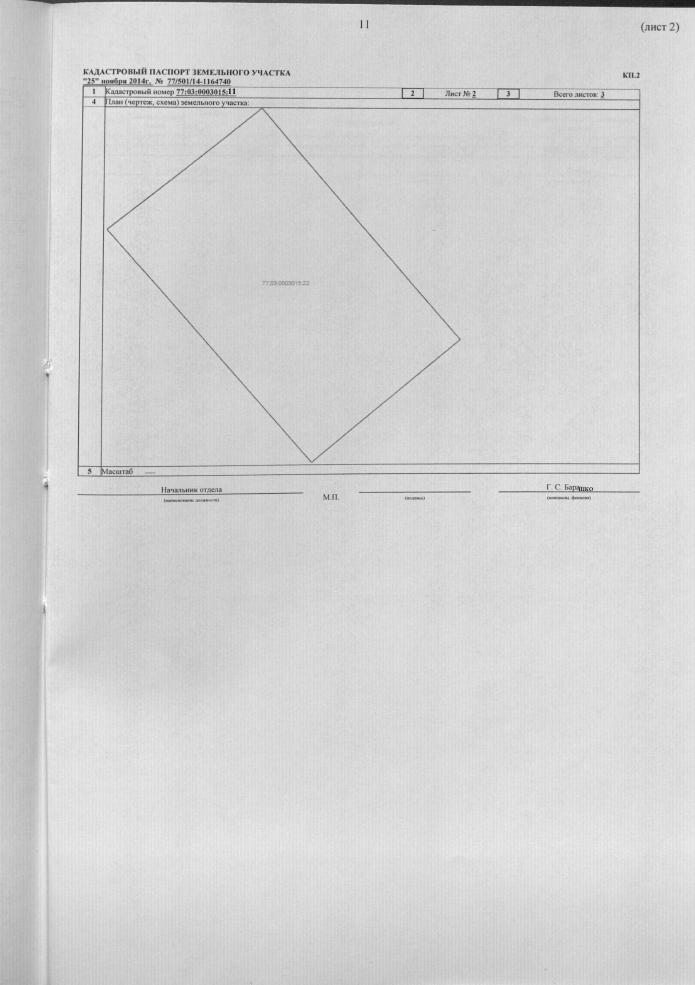 11
(лист 2)
КАДАСТРОВЫЙ ПАСПОРТ ЗЕМЕЛЬНОГО УЧАСТКА
"25" ноября 2014г. № 77/501/14-1164740
КП.2
1 Кадастровый номер 77:03:0003015:11 2 Лист № 2 3 Всего листов: 3
4 План (чертеж, схема) земельного участка:
77:03:0003015:22
5 Масштаб
Начальник отдела М.П. Г. С. Барашко
(наименование должности) (подпись) (инициалы, фамилия)